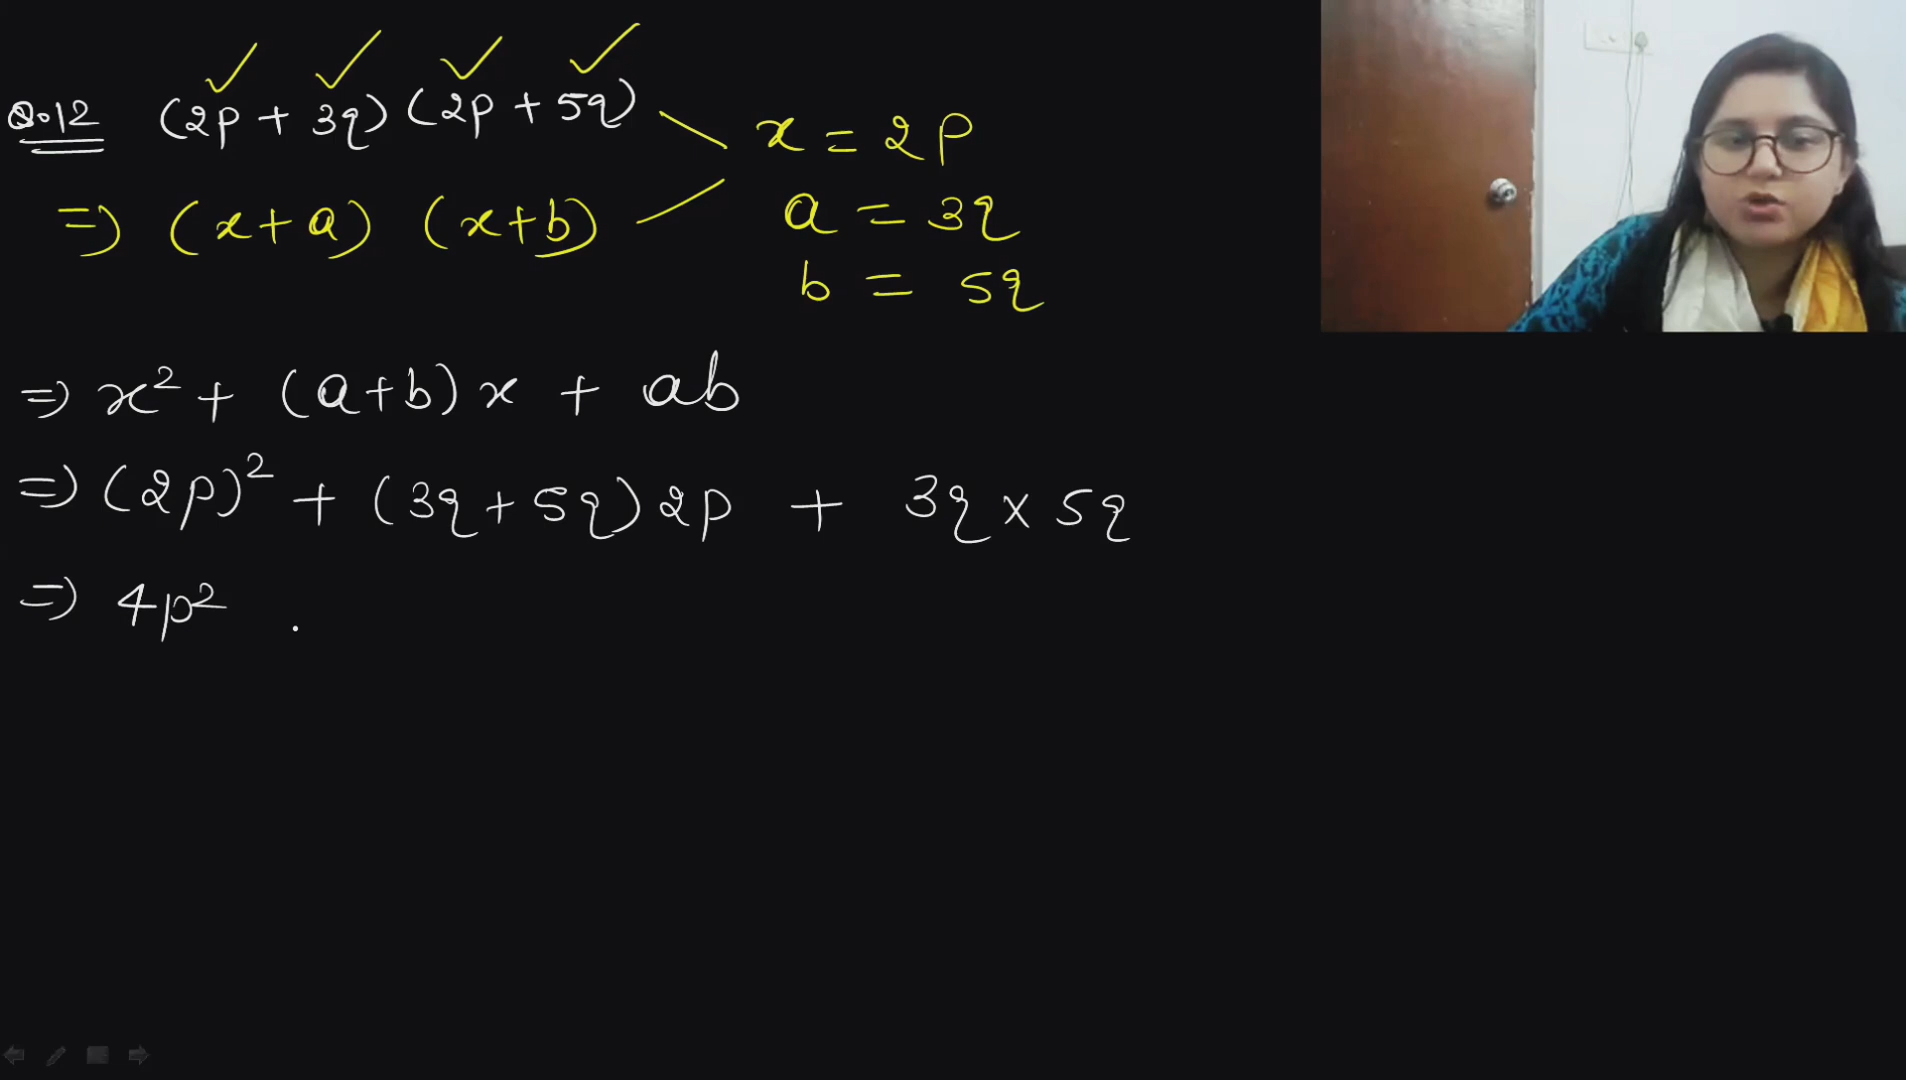 Q.12 (2p + 3q) (2p + 5q)
x = 2p
⇒ (x+a) (x+b)
a = 3q
b = 5q
⇒ x² + (a+b) x + ab
⇒ (2p)² + (3q + 5q) 2p + 3q × 5q
⇒ 4p² .